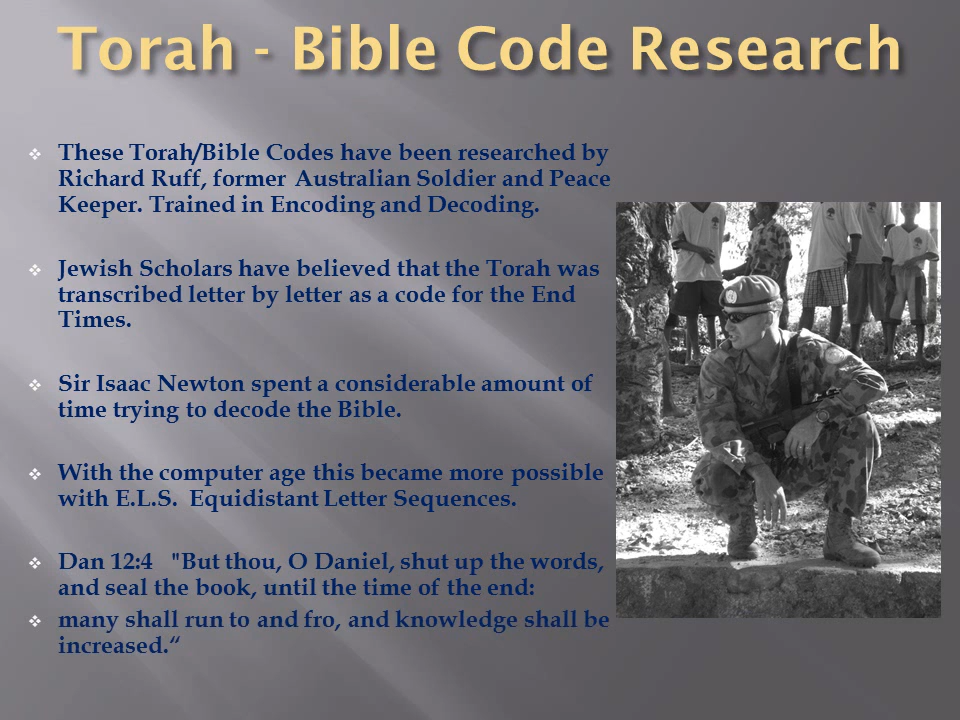 Torah - Bible Code Research
These Torah/Bible Codes have been researched by
Richard Ruff, former Australian Soldier and Peace
Keeper. Trained in Encoding and Decoding.
Jewish Scholars have believed that the Torah was
transcribed letter by letter as a code for the End
Times.
Sir Isaac Newton spent a considerable amount of
time trying to decode the Bible.
With the computer age this became more possible
with E.L.S. Equidistant Letter Sequences.
Dan 12:4 "But thou, O Daniel, shut up the words,
and seal the book, until the time of the end:
many shall run to and fro, and knowledge shall be
increased.“